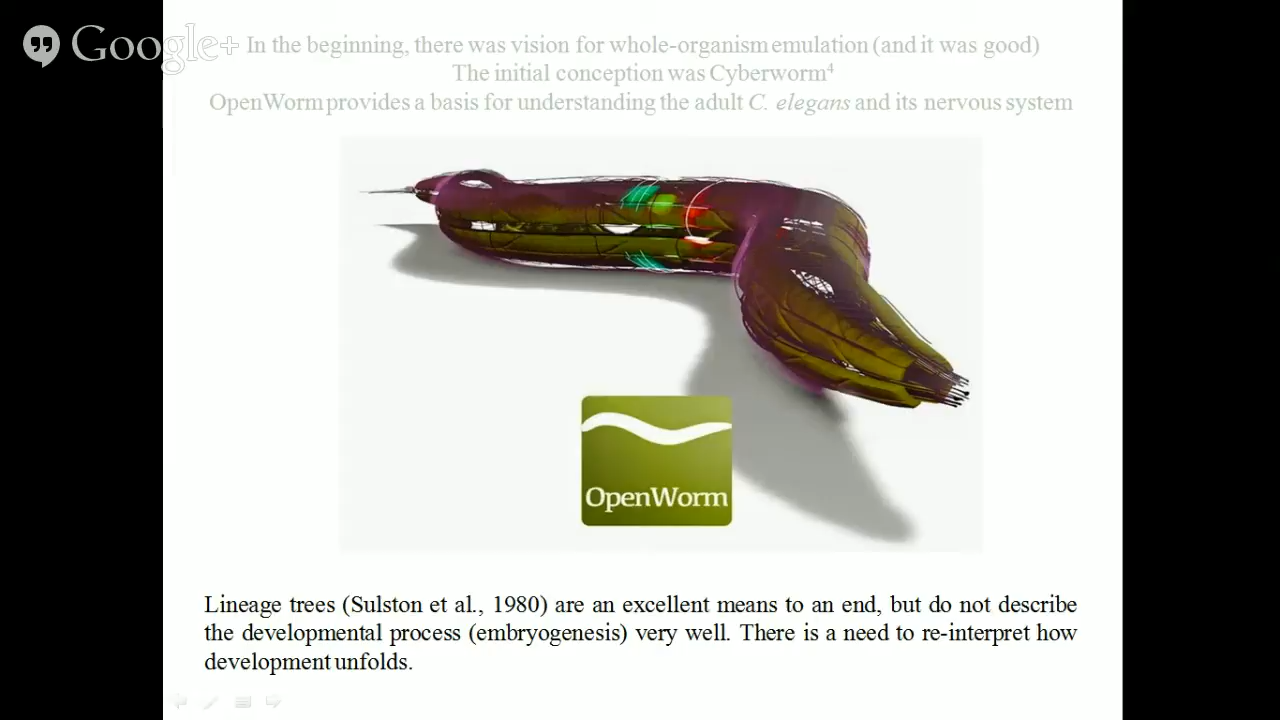 Google+
In the beginning, there was vision for whole-organism emulation (and it was good)
The initial conception was Cyberworm⁴
OpenWorm provides a basis for understanding the adult C. elegans and its nervous system
OpenWorm
Lineage trees (Sulston et al., 1980) are an excellent means to an end, but do not describe
the developmental process (embryogenesis) very well. There is a need to re-interpret how
development unfolds.